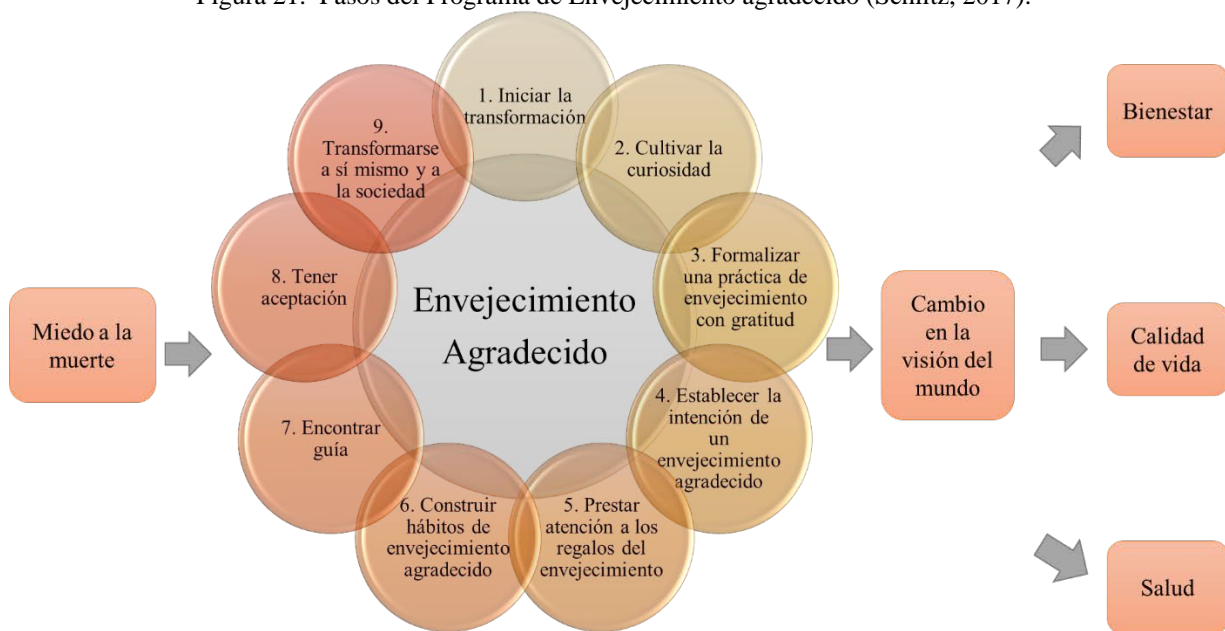 Figura 21. Pasos del Programa de Envejecimiento agradecido (Schlitz, 2017).
1. Iniciar la
transformación
2. Cultivar la
curiosidad
3. Formalizar
una práctica de
envejecimiento
con gratitud
4. Establecer la
intención de
un
envejecimiento
agradecido
5. Prestar
atención a los
regalos del
envejecimiento
6. Construir
hábitos de
envejecimiento
agradecido
7. Encontrar
guía
8. Tener
aceptación
9.
Transformarse
a sí mismo y a
la sociedad
Envejecimiento
Agradecido
Miedo a la
muerte
Cambio
en la
visión del
mundo
Bienestar
Calidad
de vida
Salud